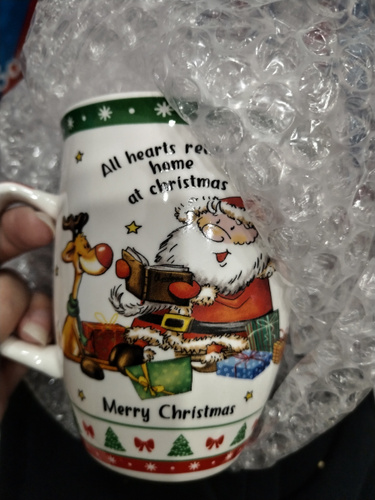 All hearts
home
at christmas
Merry Christmas